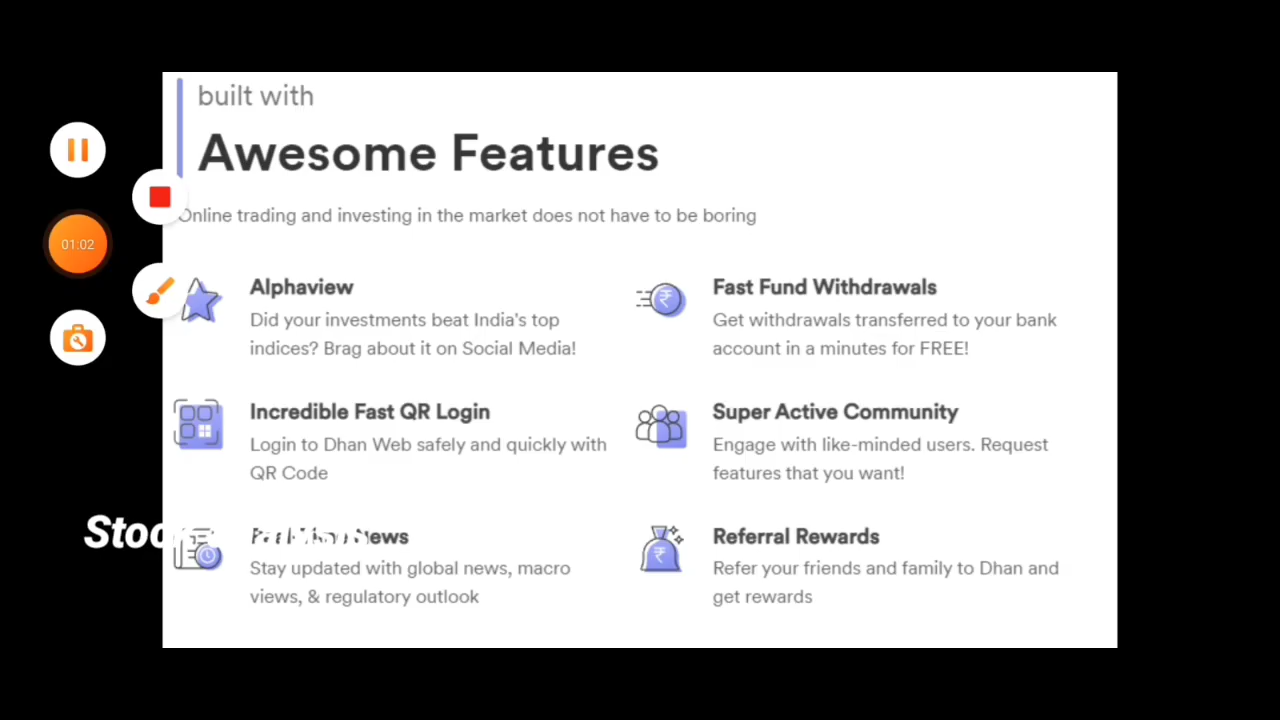 built with
Awesome Features
Online trading and investing in the market does not have to be boring
01:02
Alphaview
Did your investments beat India's top
indices? Brag about it on Social Media!
Fast Fund Withdrawals
Get withdrawals transferred to your bank
account in a minutes for FREE!
Incredible Fast QR Login
Login to Dhan Web safely and quickly with
QR Code
Super Active Community
Engage with like-minded users. Request
features that you want!
News
Stay updated with global news, macro
views, & regulatory outlook
Referral Rewards
Refer your friends and family to Dhan and
get rewards